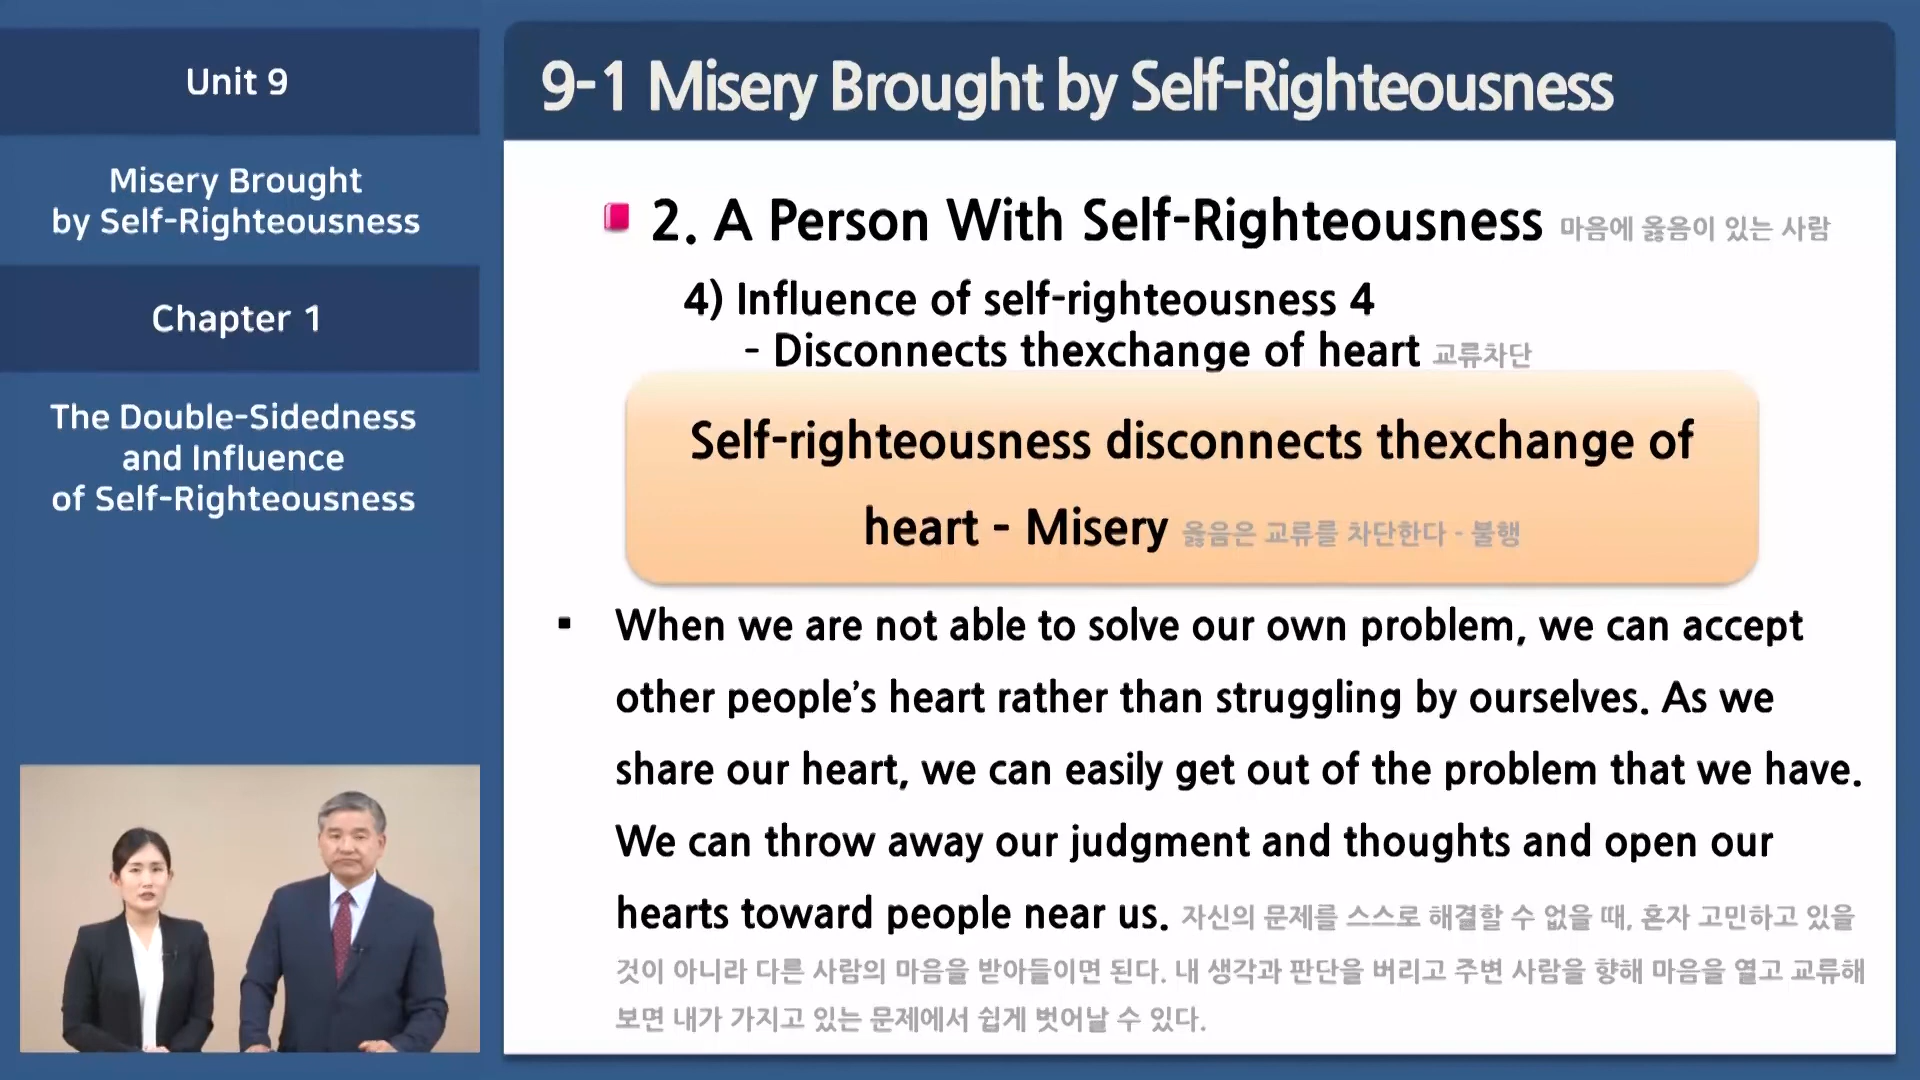 Unit 9
Misery Brought
by Self-Righteousness
Chapter 1
The Double-Sidedness
and Influence
of Self-Righteousness
9-1 Misery Brought by Self-Righteousness
2. A Person With Self-Righteousness 마음에 옳음이 있는 사람
4) Influence of self-righteousness 4
- Disconnects thexchange of heart 교류차단
Self-righteousness disconnects thexchange of
heart - Misery 옳음은 교류를 차단한다 - 불행
▪ When we are not able to solve our own problem, we can accept
other people’s heart rather than struggling by ourselves. As we
share our heart, we can easily get out of the problem that we have.
We can throw away our judgment and thoughts and open our
hearts toward people near us. 자신의 문제를 스스로 해결할 수 없을 때, 혼자 고민하고 있을
것이 아니라 다른 사람의 마음을 받아들이면 된다. 내 생각과 판단을 버리고 주변 사람을 향해 마음을 열고 교류해
보면 내가 가지고 있는 문제에서 쉽게 벗어날 수 있다.